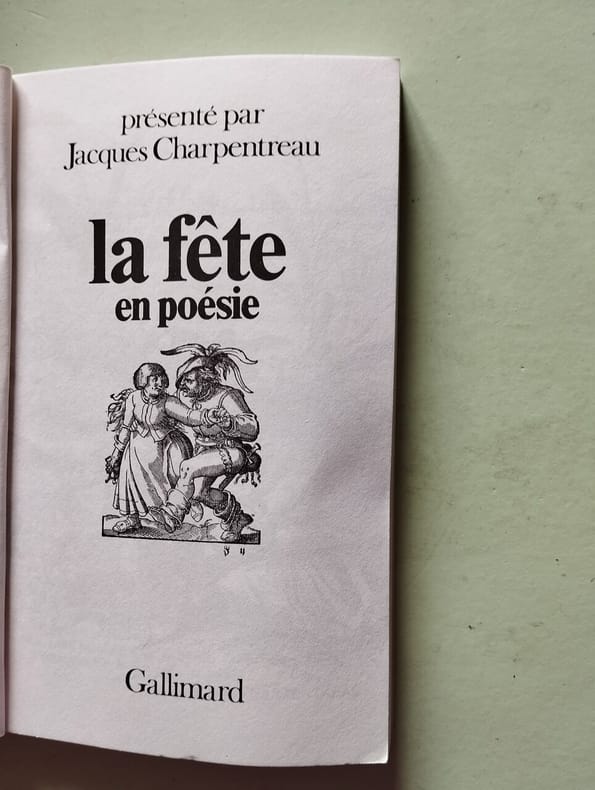 présenté par
Jacques Charpentreau
la fête
en poésie
Gallimard